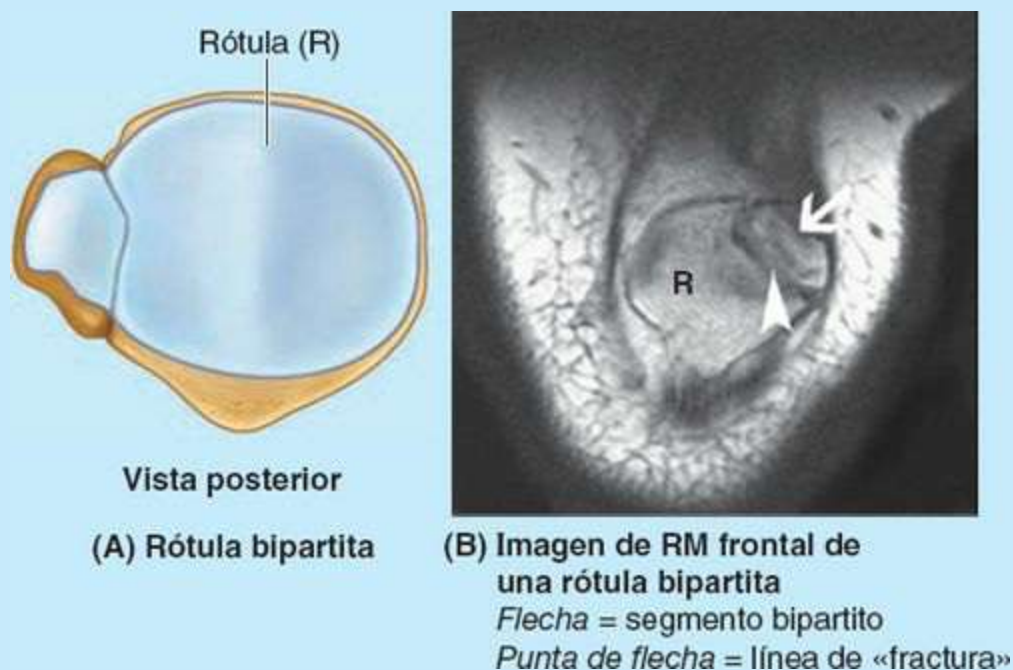 Rótula (R)
R
Vista posterior
(A) Rótula bipartita
(B) Imagen de RM frontal de
una rótula bipartita
Flecha = segmento bipartito
Punta de flecha = línea de «fractura»